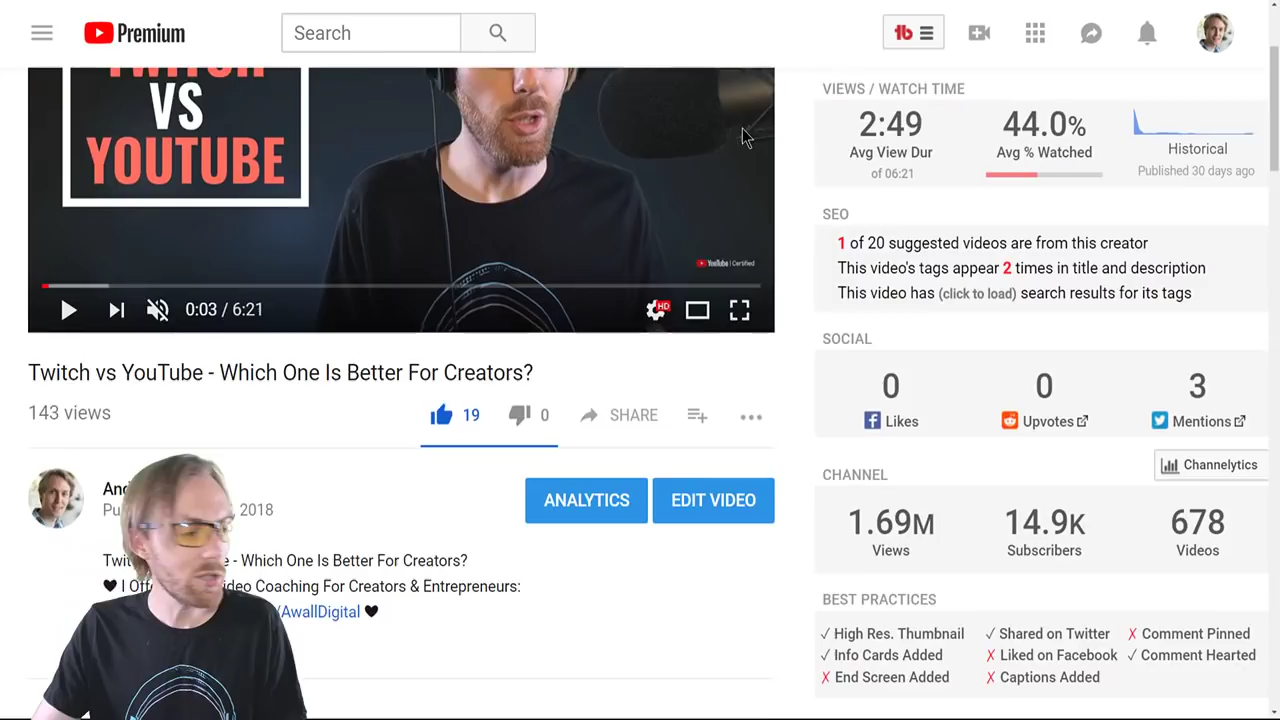 Premium
Search
TWITCH
VS
YOUTUBE
YouTube | Certified
HD
0:03 / 6:21
Twitch vs YouTube - Which One Is Better For Creators?
143 views
19
0
SHARE
And
Pu
2018
ANALYTICS
EDIT VIDEO
Twit
e - Which One Is Better For Creators?
I Off
ideo Coaching For Creators & Entrepreneurs:
/AwallDigital
VIEWS / WATCH TIME
2:49
44.0%
Avg View Dur
Avg % Watched
Historical
of 06:21
Published 30 days ago
SEO
1 of 20 suggested videos are from this creator
This video's tags appear 2 times in title and description
This video has (click to load) search results for its tags
SOCIAL
0
0
3
Likes
Upvotes
Mentions
Channelytics
CHANNEL
1.69M
14.9K
678
Views
Subscribers
Videos
BEST PRACTICES
✓ High Res. Thumbnail
✓ Shared on Twitter
✗ Comment Pinned
✓ Info Cards Added
✗ Liked on Facebook
✓ Comment Hearted
✗ End Screen Added
✗ Captions Added